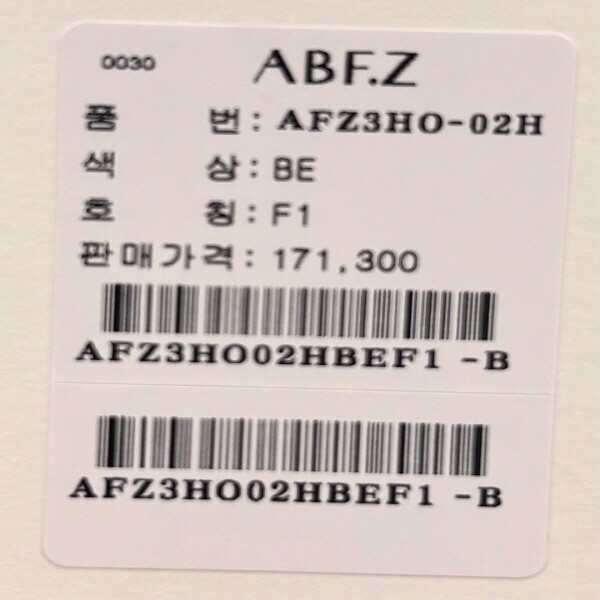 0030 ABF.Z
품 번: AFZ3HO-02H
색 상: BE
호 칭: F1
판매가격: 171,300
AFZ3HO02HBEF1 -B
AFZ3HO02HBEF1 -B